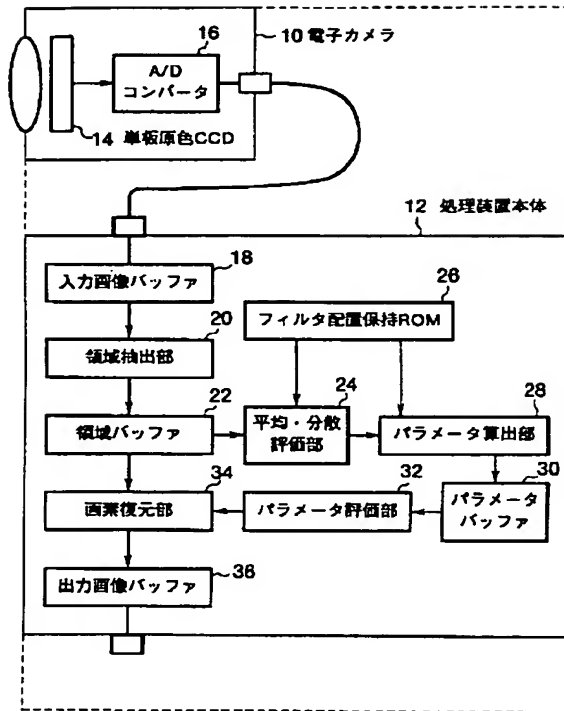 10 電子カメラ
16
A/D
コンバータ
14 単板原色CCD
12 処理装置本体
入力画像バッファ
18
フィルタ配置保持ROM
26
領域抽出部
20
領域バッファ
22
平均・分散
評価部
24
パラメータ算出部
28
画素復元部
34
パラメータ評価部
32
パラメータ
バッファ
30
出力画像バッファ
36